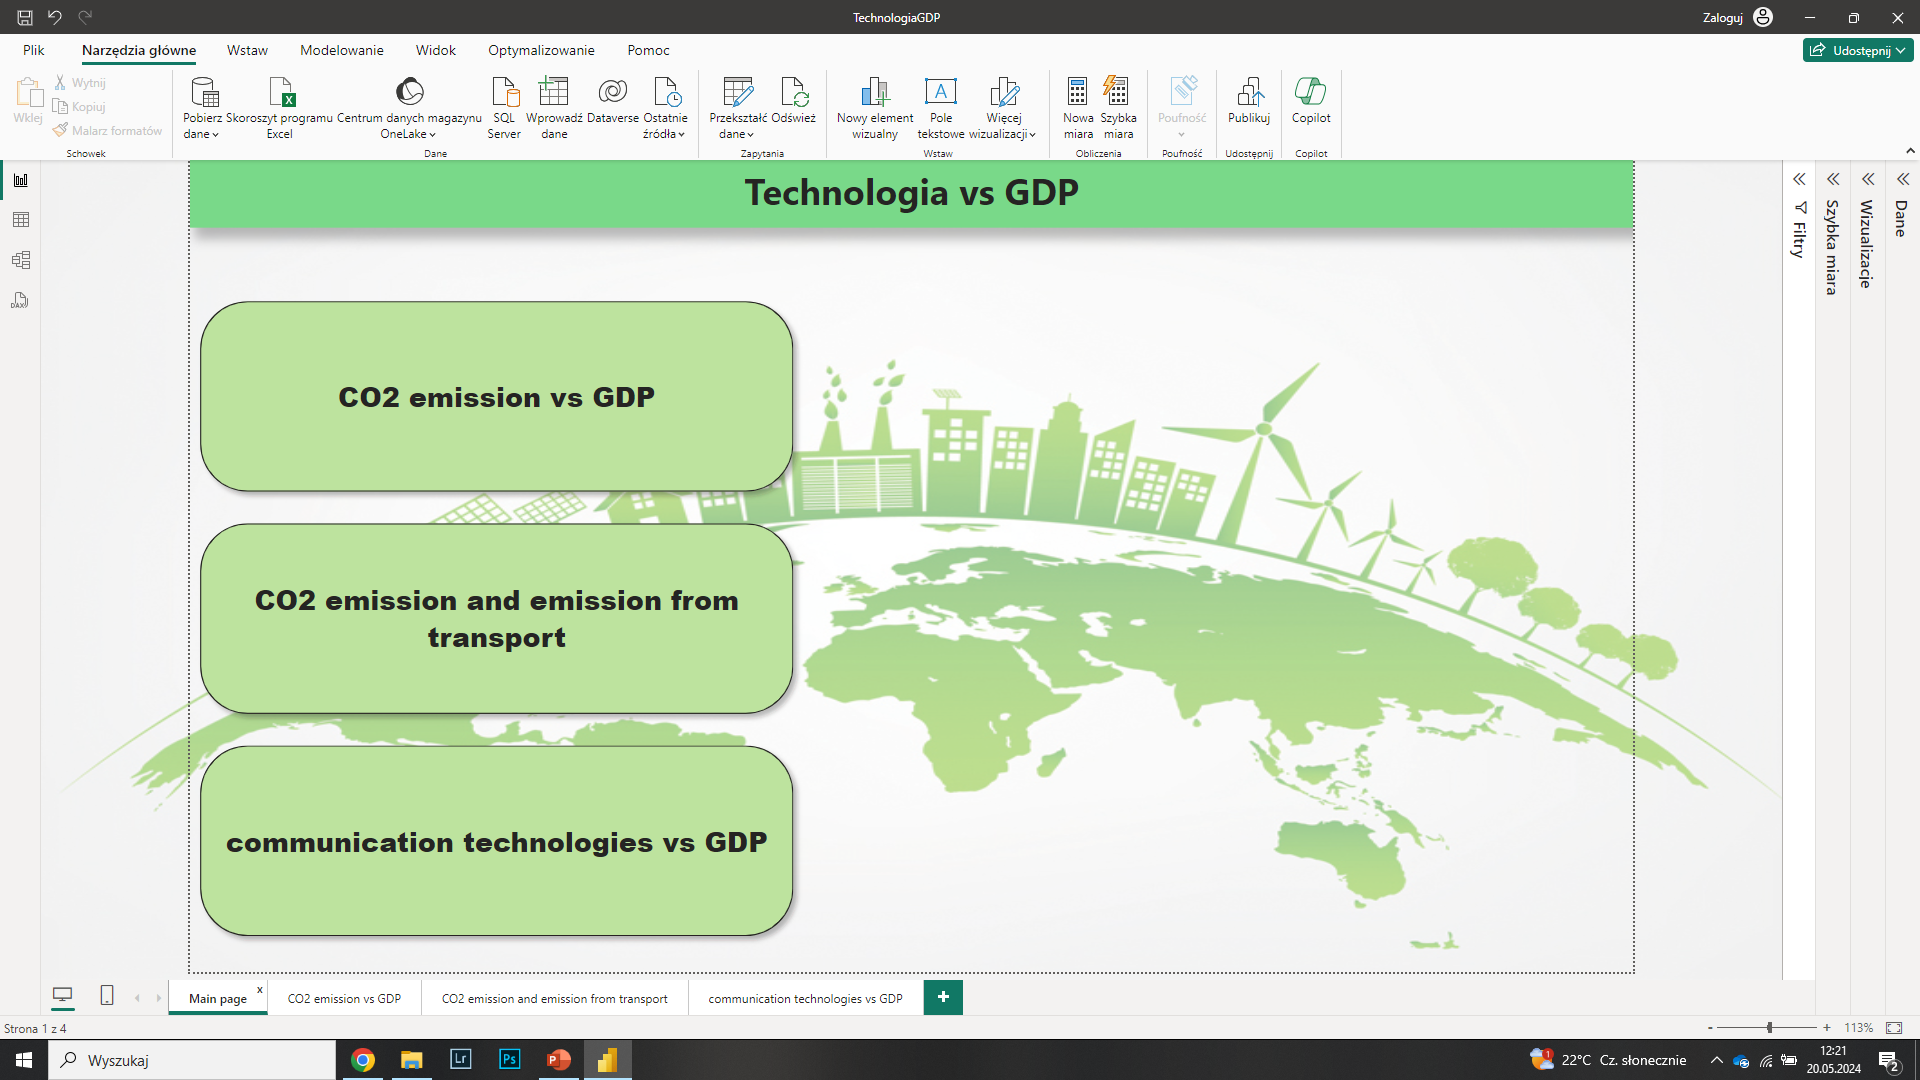 TechnologiaGDP
Zaloguj
Plik
Narzędzia główne
Wstaw
Modelowanie
Widok
Optymalizowanie
Pomoc
Udostępnij
Wklej
Wytnij
Kopiuj
Malarz formatów
Schowek
Pobierz
dane
Skoroszyt programu
Excel
Centrum danych magazynu
OneLake
SQL
Server
Wprowadź
dane
Dataverse
Ostatnie
źródła
Dane
Przekształć
dane
Odśwież
Zapytania
Nowy element
wizualny
Pole
tekstowe
Więcej
wizualizacji
Wstaw
Nowa
miara
Szybka
miara
Obliczenia
Poufność
Poufność
Publikuj
Udostępnij
Copilot
Copilot
DAX
Technologia vs GDP
CO2 emission vs GDP
CO2 emission and emission from
transport
communication technologies vs GDP
Filtry
Szybka miara
Wizualizacje
Dane
Main page
x
CO2 emission vs GDP
CO2 emission and emission from transport
communication technologies vs GDP
+
Strona 1 z 4
- + 113%
Wyszukaj
Lr
Ps
P
1
22°C Cz. słonecznie
12:21
20.05.2024
2